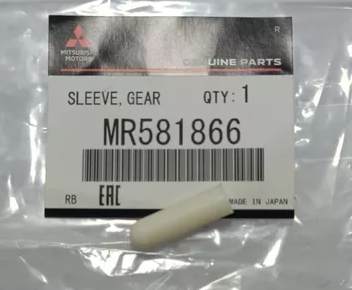 R
MITSUBISHI
MOTORS
GENUINE PARTS
SLEEVE, GEAR QTY: 1
MR581866
RB EAC MADE IN JAPAN